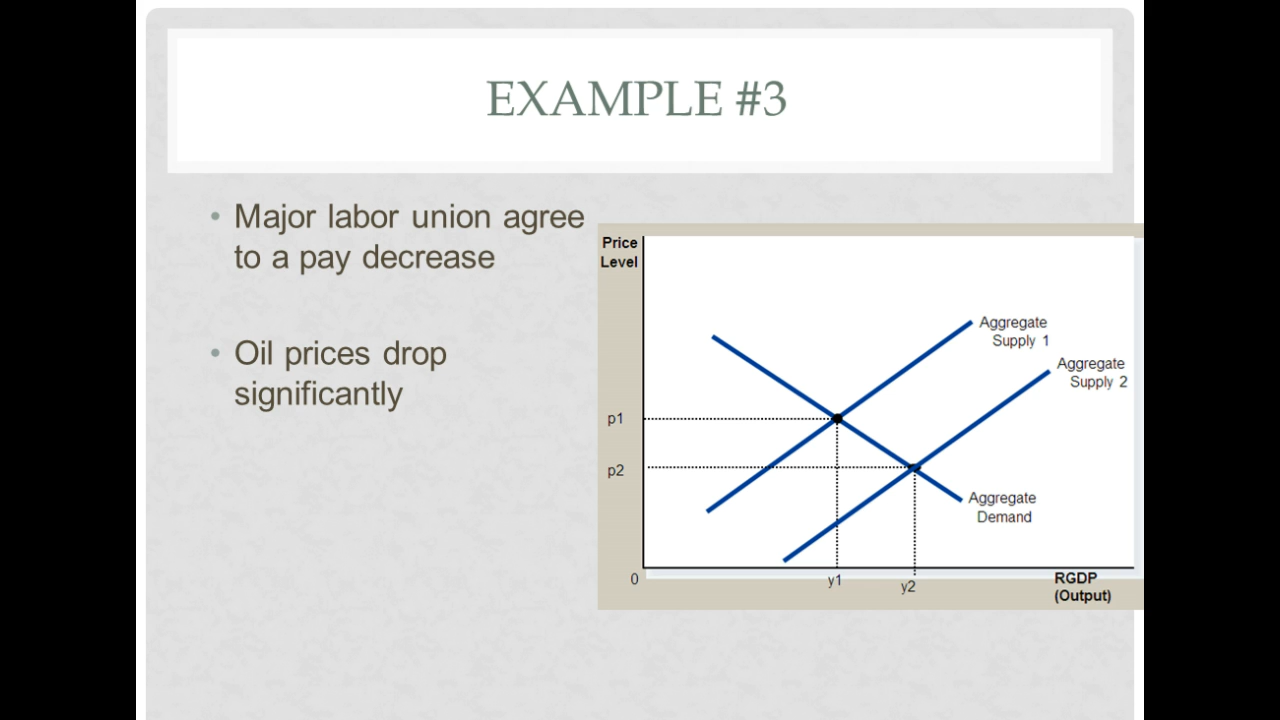 EXAMPLE #3
• Major labor union agree
to a pay decrease
• Oil prices drop
significantly
Price
Level
Aggregate
Supply 1
Aggregate
Supply 2
p1
p2
Aggregate
Demand
0
y1
y2
RGDP
(Output)